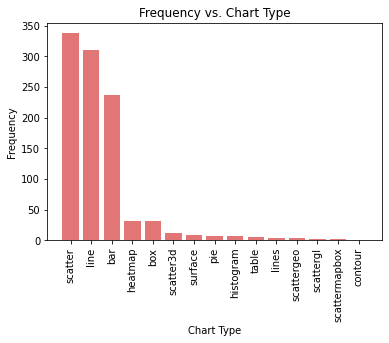 Frequency vs. Chart Type
350
300
250
200
150
100
50
0
Frequency
scatter
line
bar
heatmap
box
scatter3d
surface
pie
histogram
table
lines
scattergeo
scattergl
scattermapbox
contour
Chart Type